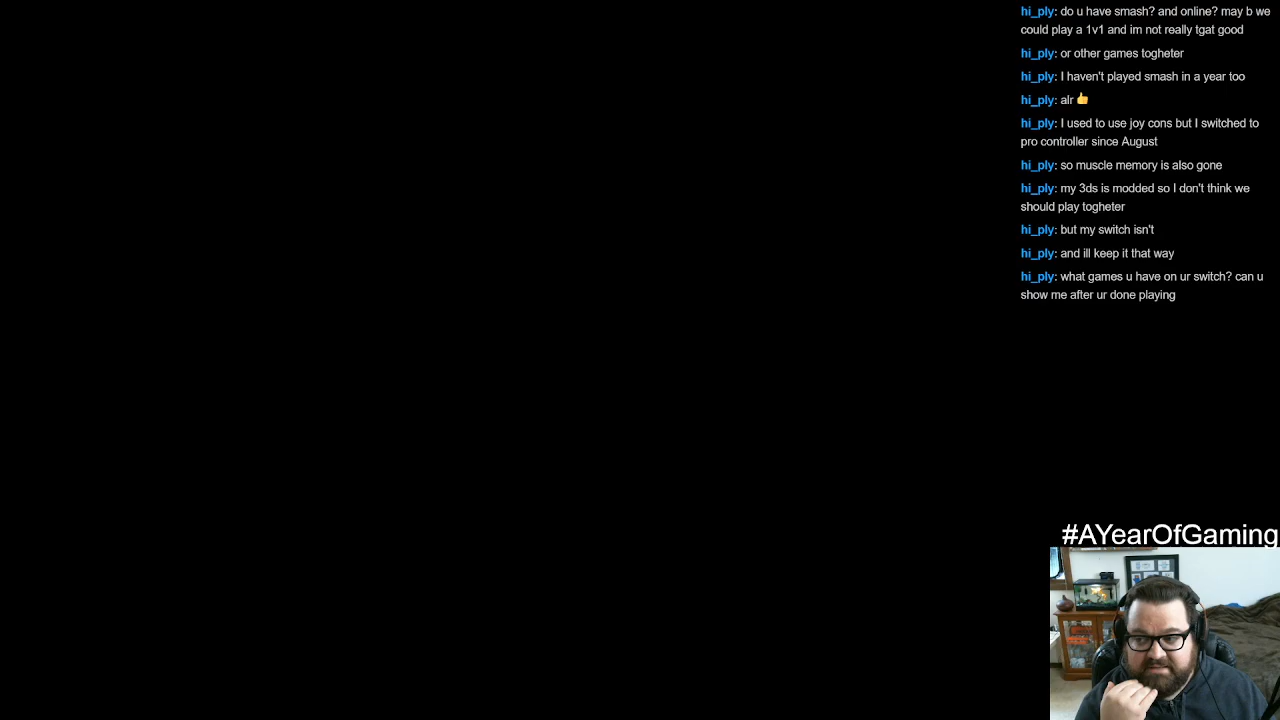 hi_ply: do u have smash? and online? may b we
could play a 1v1 and im not really tgat good
hi_ply: or other games togheter
hi_ply: I haven't played smash in a year too
hi_ply: alr 👍
hi_ply: I used to use joy cons but I switched to
pro controller since August
hi_ply: so muscle memory is also gone
hi_ply: my 3ds is modded so I don't think we
should play togheter
hi_ply: but my switch isn't
hi_ply: and ill keep it that way
hi_ply: what games u have on ur switch? can u
show me after ur done playing
#AYearOfGaming